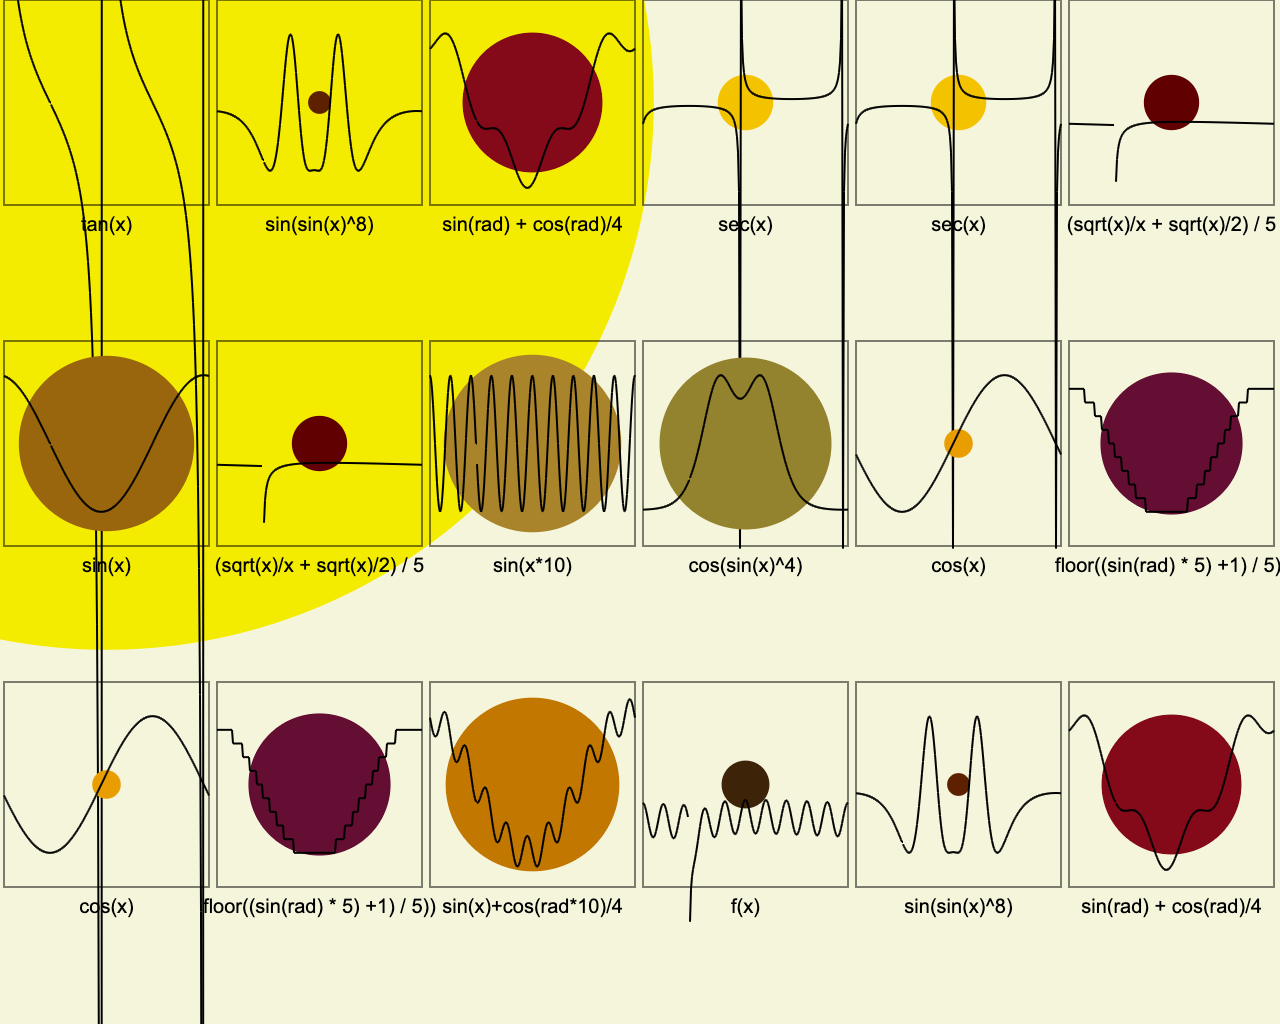 tan(x)
sin(sin(x)^8)
sin(rad) + cos(rad)/4
sec(x)
sec(x)
(sqrt(x)/x + sqrt(x)/2) / 5
sin(x)
(sqrt(x)/x + sqrt(x)/2) / 5
sin(x*10)
cos(sin(x)^4)
cos(x)
floor((sin(rad) * 5) +1) / 5)
cos(x)
floor((sin(rad) * 5) +1) / 5))
sin(x)+cos(rad*10)/4
f(x)
sin(sin(x)^8)
sin(rad) + cos(rad)/4